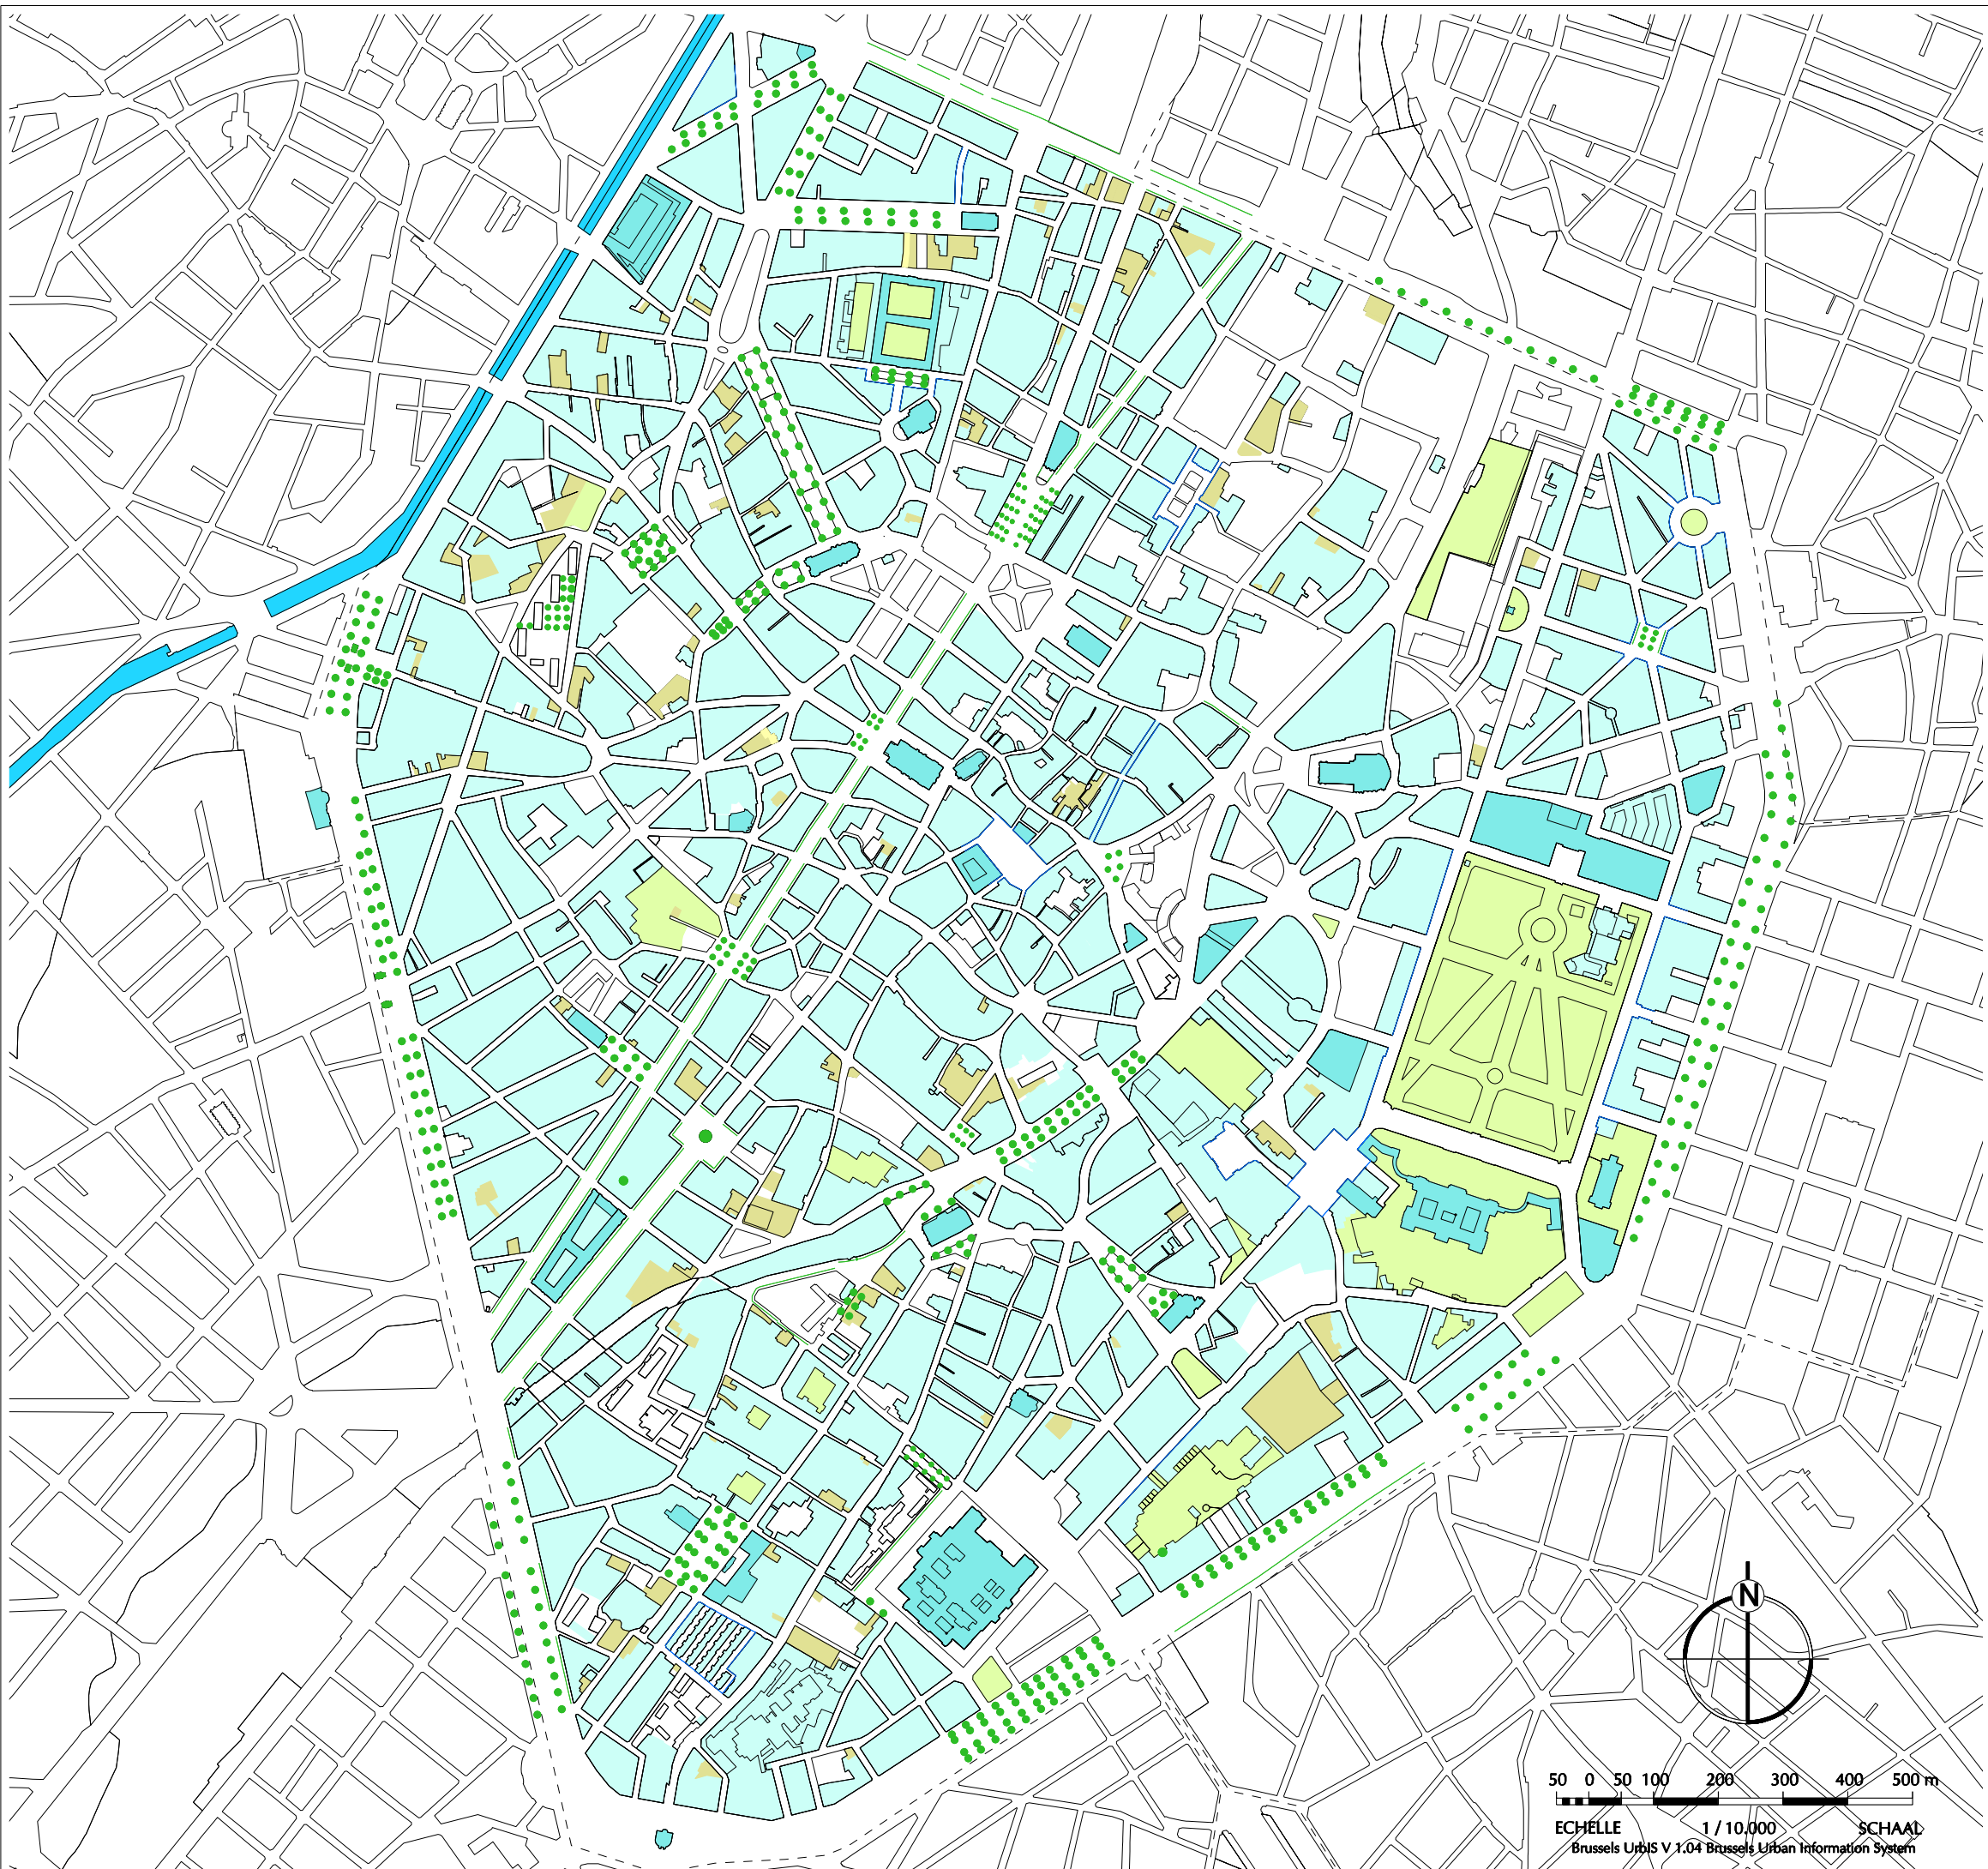 N
50 0 50 100 200 300 400 500 m
ECHELLE 1 / 10.000 SCHAAL
Brussels UrbIS V 1.04 Brussels Urban Information System